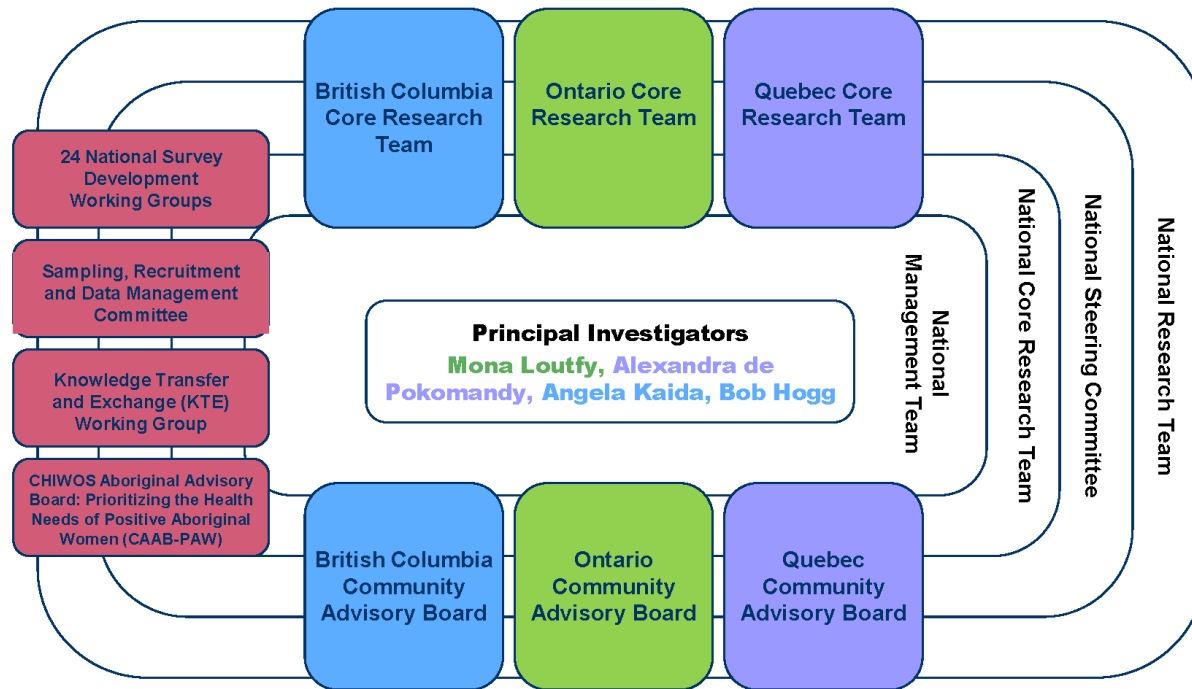 British Columbia
Core Research
Team
Ontario Core
Research Team
Quebec Core
Research Team
24 National Survey
Development
Working Groups
Sampling, Recruitment
and Data Management
Committee
Knowledge Transfer
and Exchange (KTE)
Working Group
CHIWOS Aboriginal Advisory
Board: Prioritizing the Health
Needs of Positive Aboriginal
Women (CAAB-PAW)
Principal Investigators
Mona Loutfy, Alexandra de
Pokomandy, Angela Kaida, Bob Hogg
National
Management Team
National Core Research Team
National Steering Committee
National Research Team
British Columbia
Community
Advisory Board
Ontario
Community
Advisory Board
Quebec
Community
Advisory Board